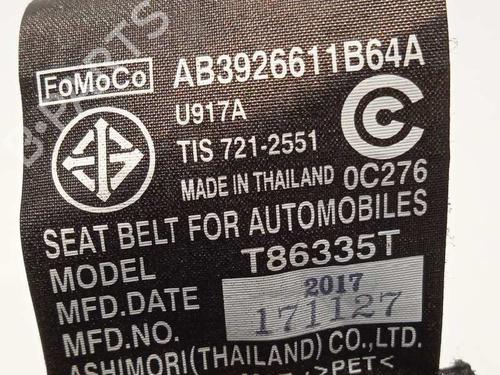 FoMoCo AB3926611B64A
U917A
TIS 721-2551
MADE IN THAILAND 0C276
SEAT BELT FOR AUTOMOBILES
MODEL T86335T
MFD.DATE 2017
MFD.NO. 171127
ASHIMORI(THAILAND) CO.,LTD.
>PET<